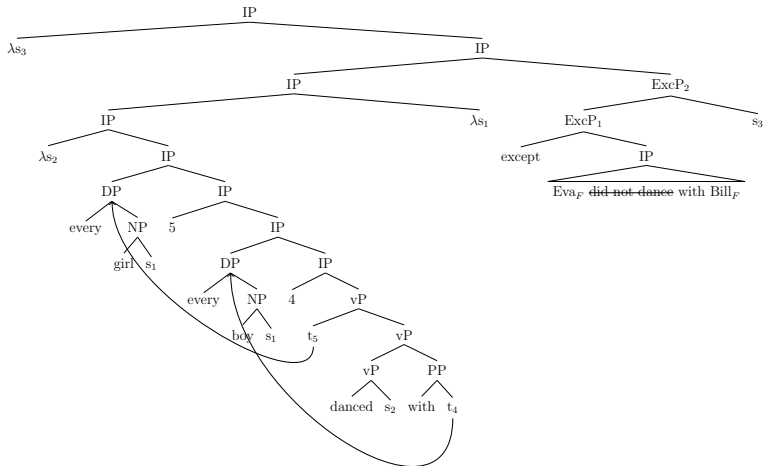 IP
λs₃ IP
IP ExcP₂
IP λs₁ ExcP₁ s₃
λs₂ IP except IP
DP IP Eva_F ~~did not dance~~ with Bill_F
every NP 5 IP
girl s₁ DP IP
every NP 4 vP
boy s₁ t₅ vP
vP PP
danced s₂ with t₄